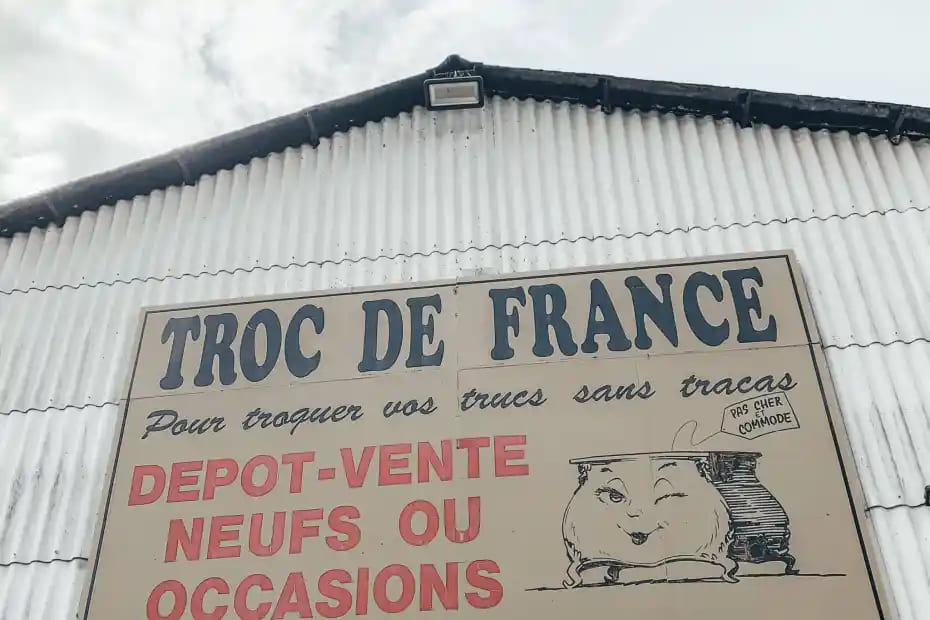 TROC DE FRANCE
Pour troquer vos trucs sans tracas
PAS CHER
ET
COMMODE
DEPOT-VENTE
NEUFS OU
OCCASIONS